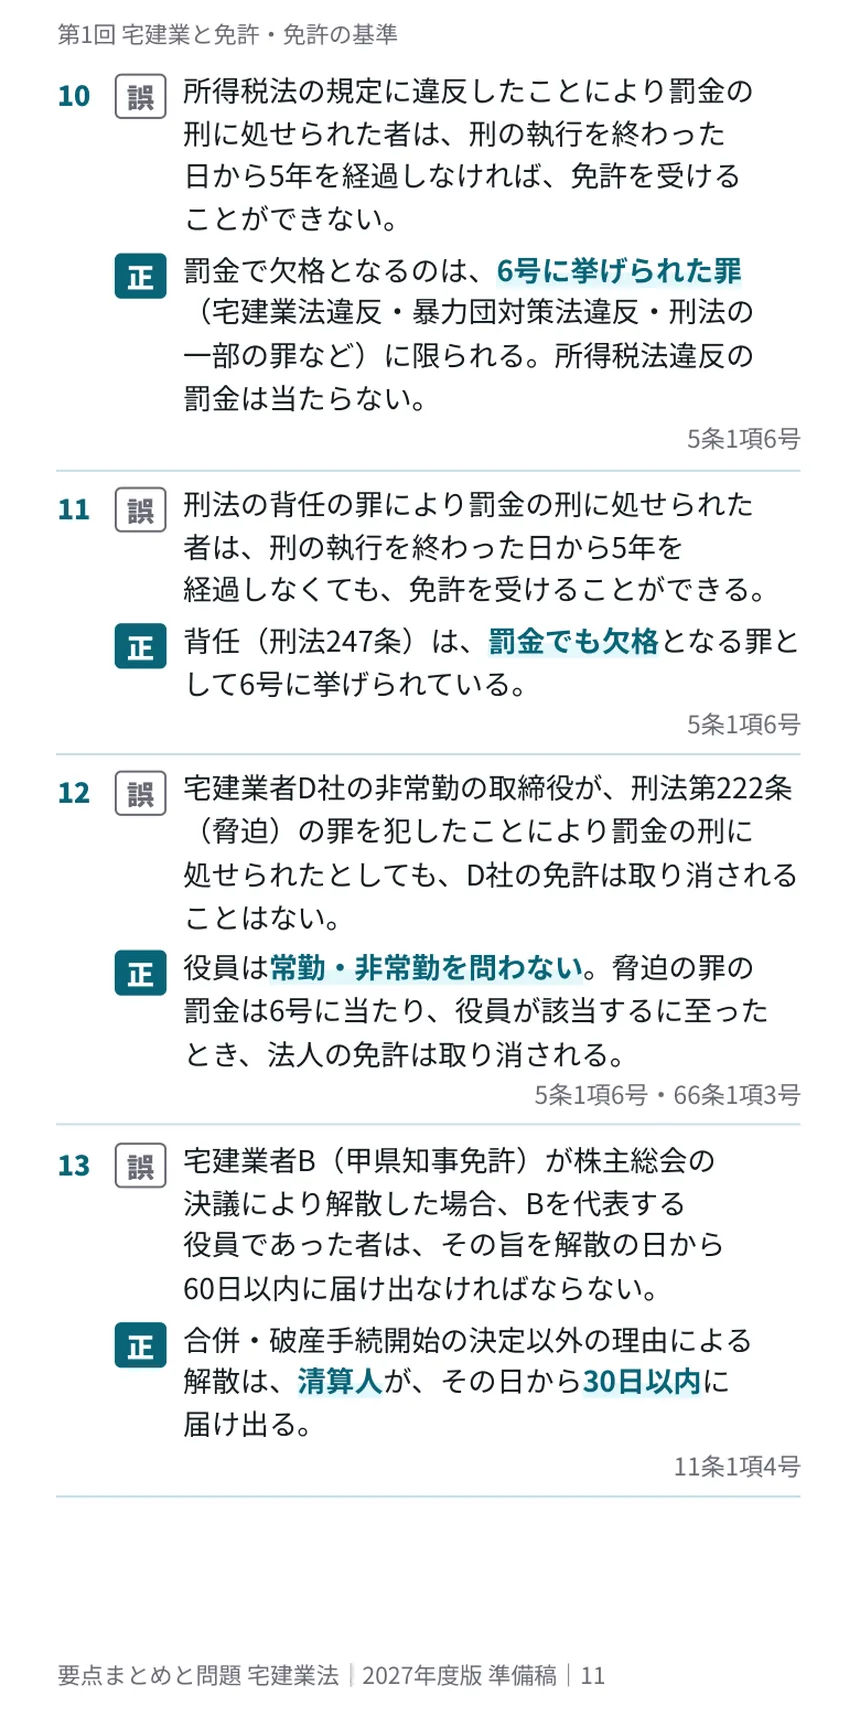 第1回 宅建業と免許・免許の基準
10 誤 所得税法の規定に違反したことにより罰金の
刑に処せられた者は、刑の執行を終わった
日から5年を経過しなければ、免許を受ける
ことができない。
正 罰金で欠格となるのは、6号に挙げられた罪
（宅建業法違反・暴力団対策法違反・刑法の
一部の罪など）に限られる。所得税法違反の
罰金は当たらない。
5条1項6号
11 誤 刑法の背任の罪により罰金の刑に処せられた
者は、刑の執行を終わった日から5年を
経過しなくても、免許を受けることができる。
正 背任（刑法247条）は、罰金でも欠格となる罪と
して6号に挙げられている。
5条1項6号
12 誤 宅建業者D社の非常勤の取締役が、刑法第222条
（脅迫）の罪を犯したことにより罰金の刑に
処せられたとしても、D社の免許は取り消される
ことはない。
正 役員は常勤・非常勤を問わない。脅迫の罪の
罰金は6号に当たり、役員が該当するに至った
とき、法人の免許は取り消される。
5条1項6号・66条1項3号
13 誤 宅建業者B（甲県知事免許）が株主総会の
決議により解散した場合、Bを代表する
役員であった者は、その旨を解散の日から
60日以内に届け出なければならない。
正 合併・破産手続開始の決定以外の理由による
解散は、清算人が、その日から30日以内に
届け出る。
11条1項4号
要点まとめと問題 宅建業法｜2027年度版 準備稿｜11